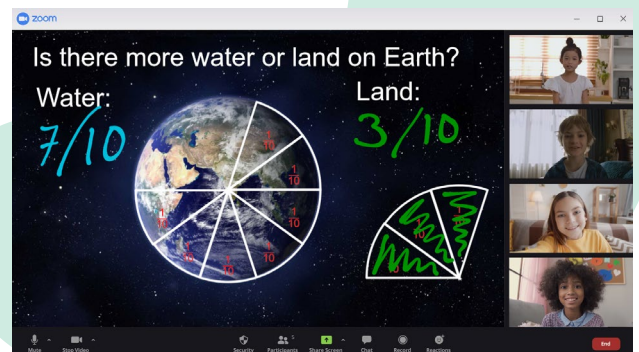 zoom
Is there more water or land on Earth?
Water:
7/10
Land:
3/10
1/10
1/10
1/10
1/10
1/10
1/10
1/10
Mute
Stop Video
Security
Participants
Share Screen
Chat
Record
Reactions
End